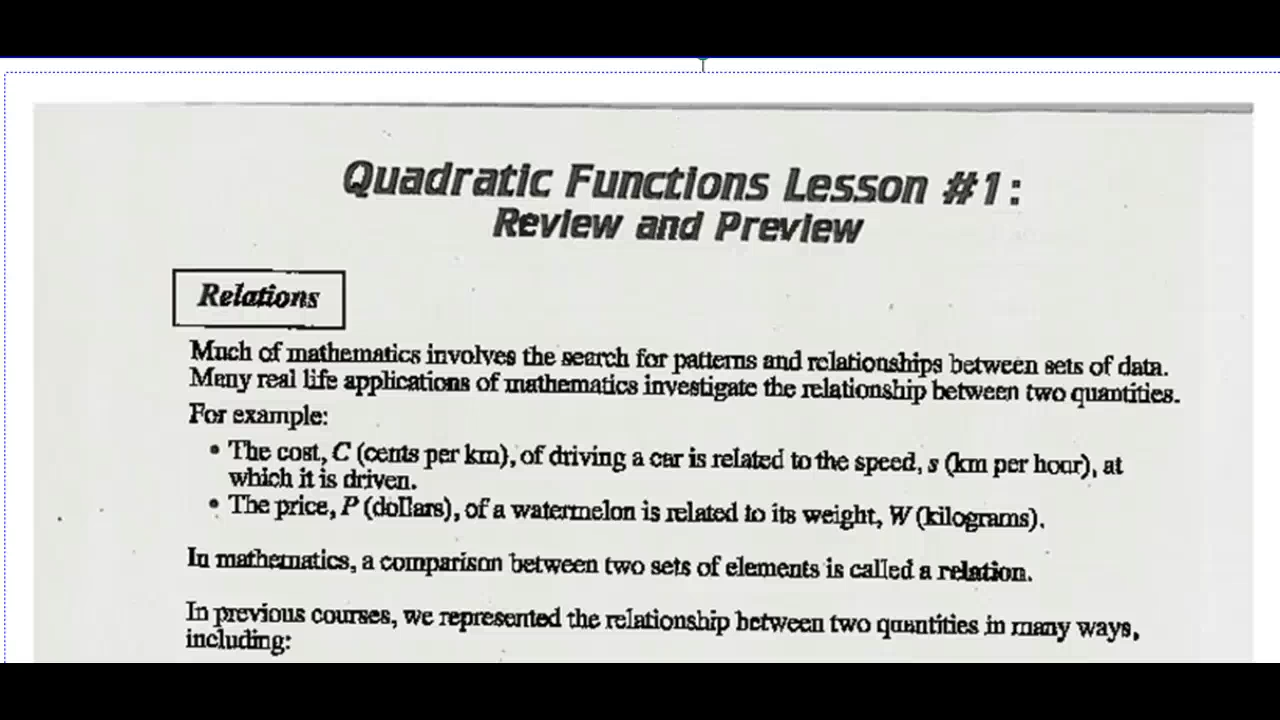 Quadratic Functions Lesson #1:
Review and Preview
Relations
Much of mathematics involves the search for patterns and relationships between sets of data.
Many real life applications of mathematics investigate the relationship between two quantities.
For example:
• The cost, C (cents per km), of driving a car is related to the speed, s (km per hour), at
which it is driven.
• The price, P (dollars), of a watermelon is related to its weight, W (kilograms).
In mathematics, a comparison between two sets of elements is called a relation.
In previous courses, we represented the relationship between two quantities in many ways,
including: